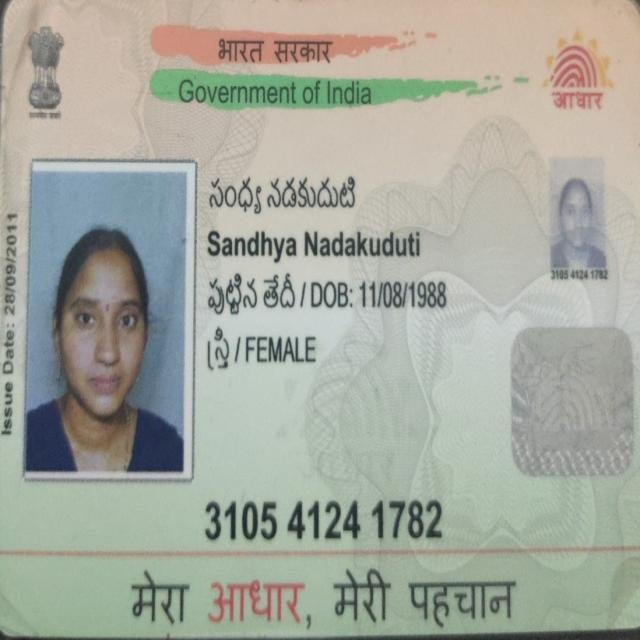 भारत सरकार
Government of India
आधार
సంధ్య నడకుదుటి
Sandhya Nadakuduti
పుట్టిన తేదీ / DOB: 11/08/1988
స్త్రీ / FEMALE
3105 4124 1782
Issue Date: 28/09/2011
3105 4124 1782
मेरा आधार, मेरी पहचान